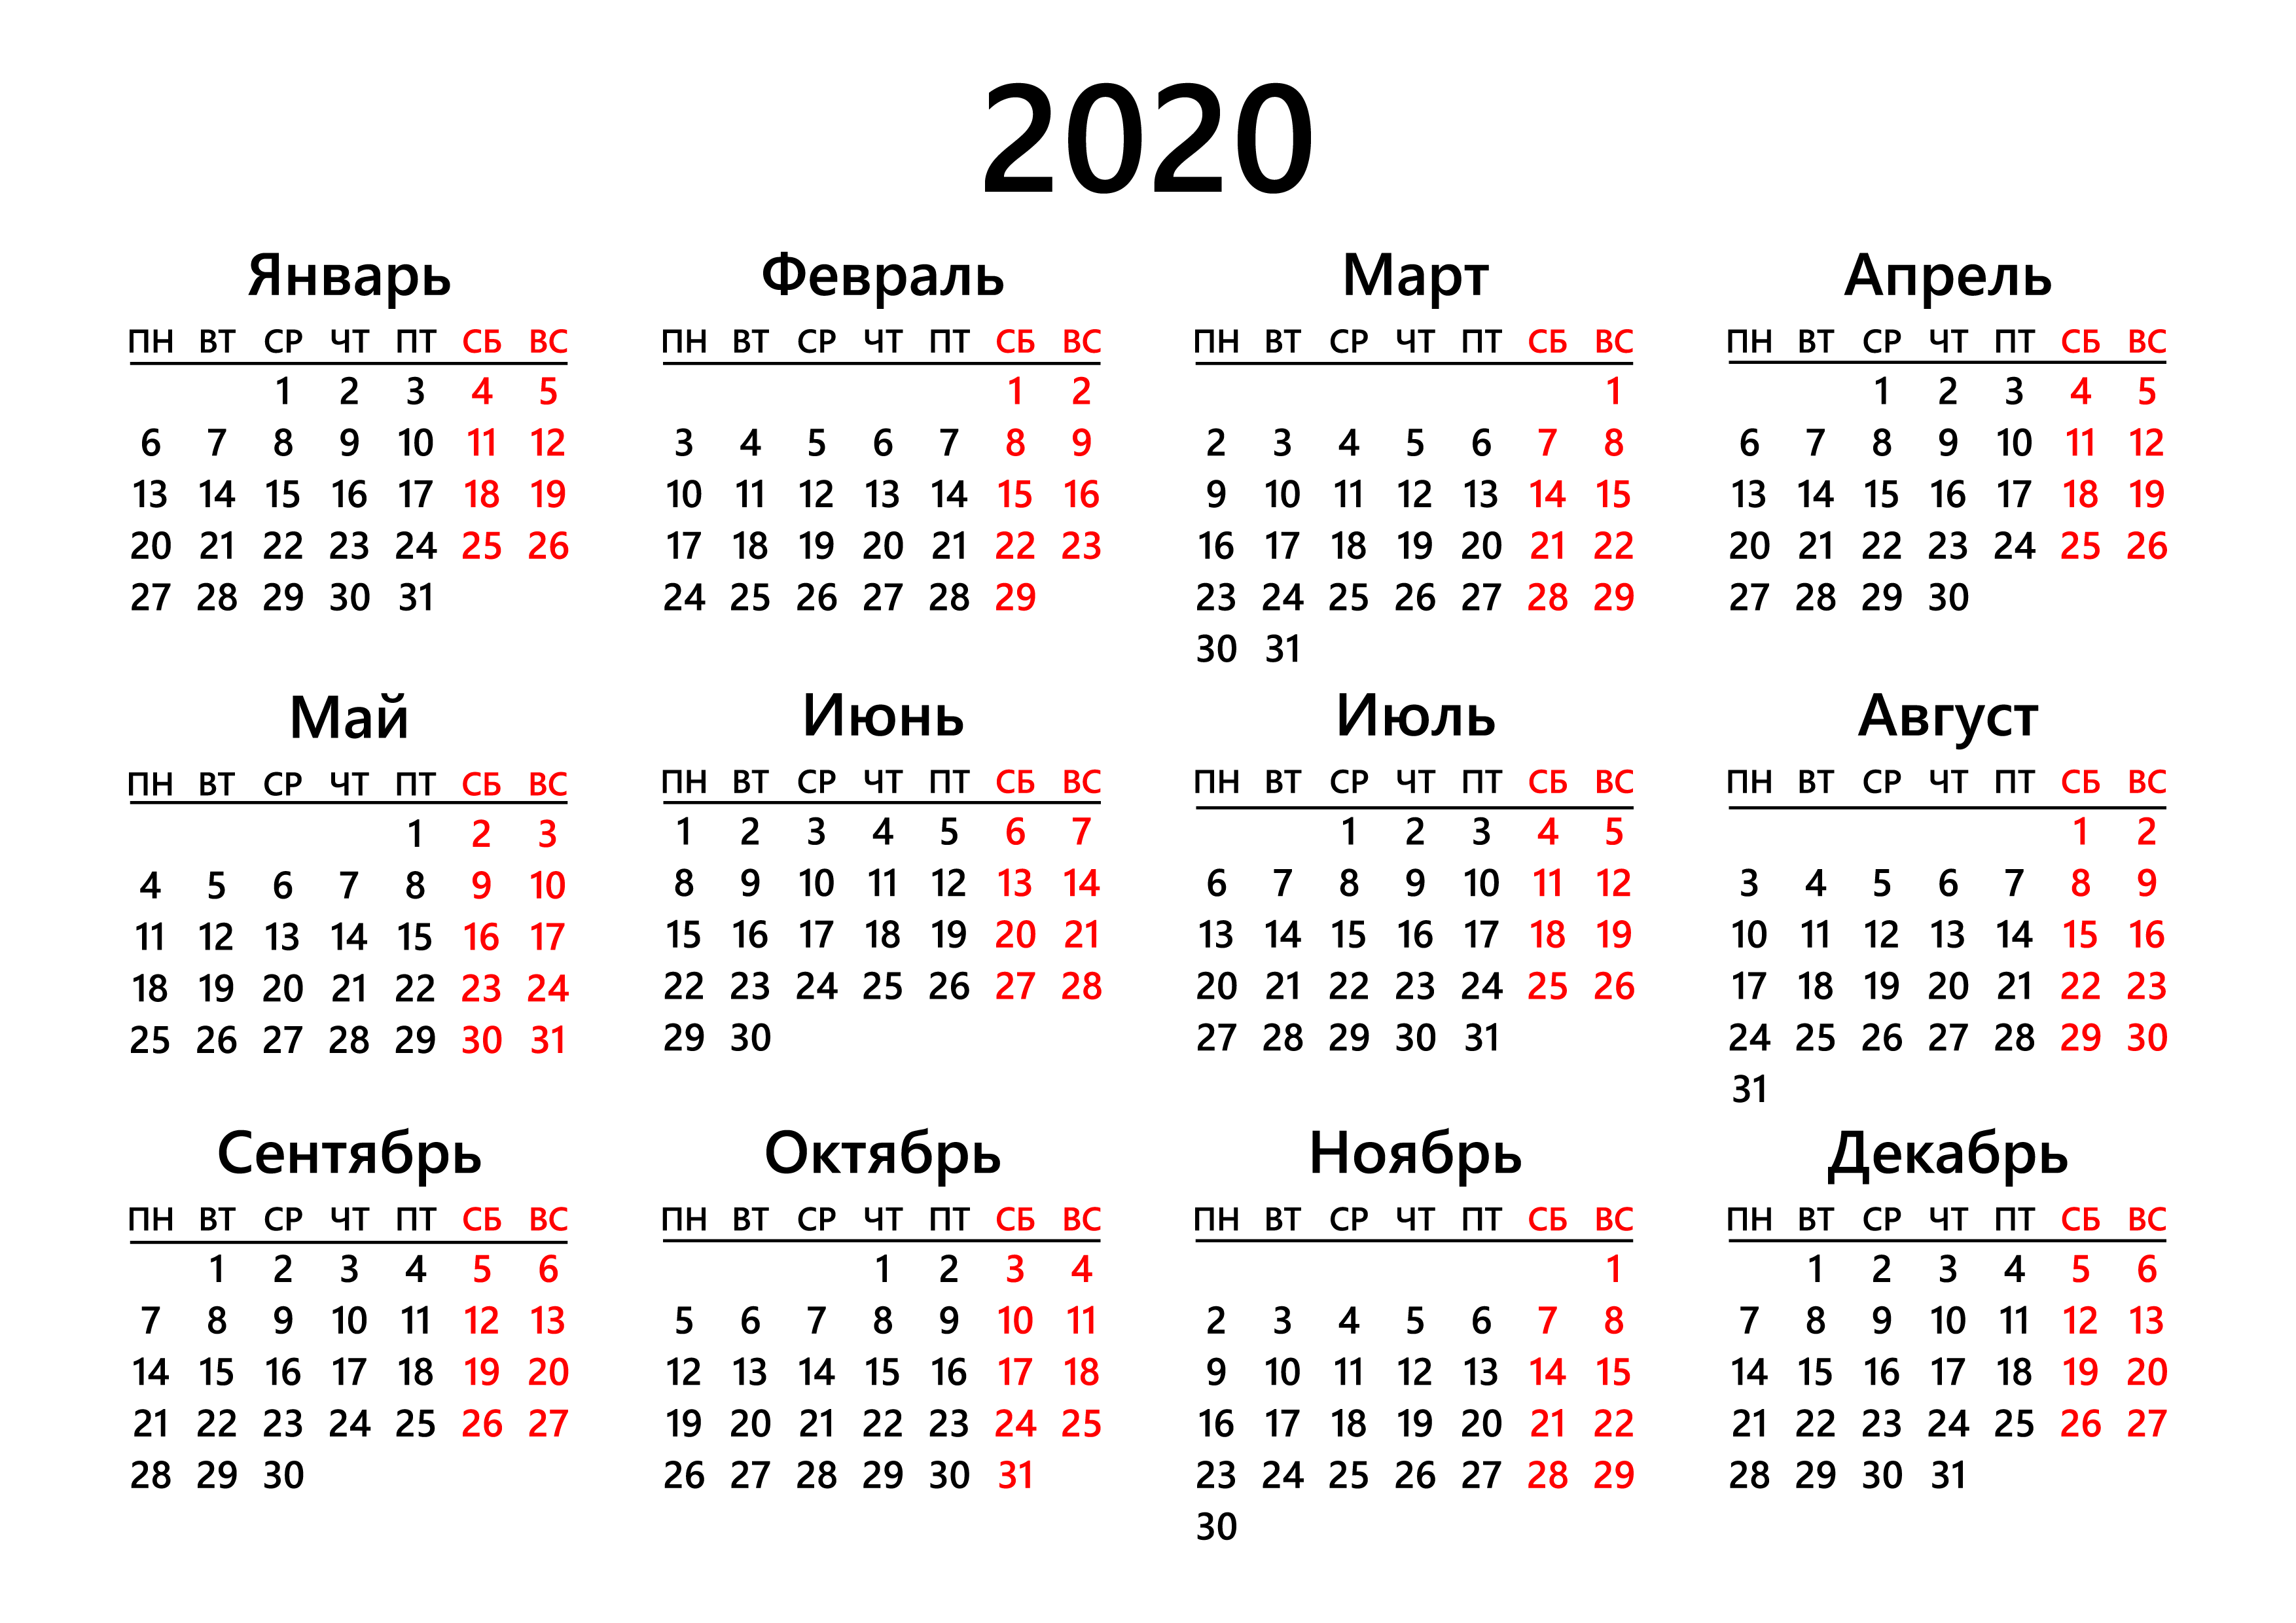 2020
Январь
ПН ВТ СР ЧТ ПТ СБ ВС
1 2 3 4 5
6 7 8 9 10 11 12
13 14 15 16 17 18 19
20 21 22 23 24 25 26
27 28 29 30 31
Февраль
ПН ВТ СР ЧТ ПТ СБ ВС
1 2
3 4 5 6 7 8 9
10 11 12 13 14 15 16
17 18 19 20 21 22 23
24 25 26 27 28 29
Март
ПН ВТ СР ЧТ ПТ СБ ВС
1
2 3 4 5 6 7 8
9 10 11 12 13 14 15
16 17 18 19 20 21 22
23 24 25 26 27 28 29
30 31
Апрель
ПН ВТ СР ЧТ ПТ СБ ВС
1 2 3 4 5
6 7 8 9 10 11 12
13 14 15 16 17 18 19
20 21 22 23 24 25 26
27 28 29 30
Май
ПН ВТ СР ЧТ ПТ СБ ВС
1 2 3
4 5 6 7 8 9 10
11 12 13 14 15 16 17
18 19 20 21 22 23 24
25 26 27 28 29 30 31
Июнь
ПН ВТ СР ЧТ ПТ СБ ВС
1 2 3 4 5 6 7
8 9 10 11 12 13 14
15 16 17 18 19 20 21
22 23 24 25 26 27 28
29 30
Июль
ПН ВТ СР ЧТ ПТ СБ ВС
1 2 3 4 5
6 7 8 9 10 11 12
13 14 15 16 17 18 19
20 21 22 23 24 25 26
27 28 29 30 31
Август
ПН ВТ СР ЧТ ПТ СБ ВС
1 2
3 4 5 6 7 8 9
10 11 12 13 14 15 16
17 18 19 20 21 22 23
24 25 26 27 28 29 30
31
Сентябрь
ПН ВТ СР ЧТ ПТ СБ ВС
1 2 3 4 5 6
7 8 9 10 11 12 13
14 15 16 17 18 19 20
21 22 23 24 25 26 27
28 29 30
Октябрь
ПН ВТ СР ЧТ ПТ СБ ВС
1 2 3 4
5 6 7 8 9 10 11
12 13 14 15 16 17 18
19 20 21 22 23 24 25
26 27 28 29 30 31
Ноябрь
ПН ВТ СР ЧТ ПТ СБ ВС
1
2 3 4 5 6 7 8
9 10 11 12 13 14 15
16 17 18 19 20 21 22
23 24 25 26 27 28 29
30
Декабрь
ПН ВТ СР ЧТ ПТ СБ ВС
1 2 3 4 5 6
7 8 9 10 11 12 13
14 15 16 17 18 19 20
21 22 23 24 25 26 27
28 29 30 31